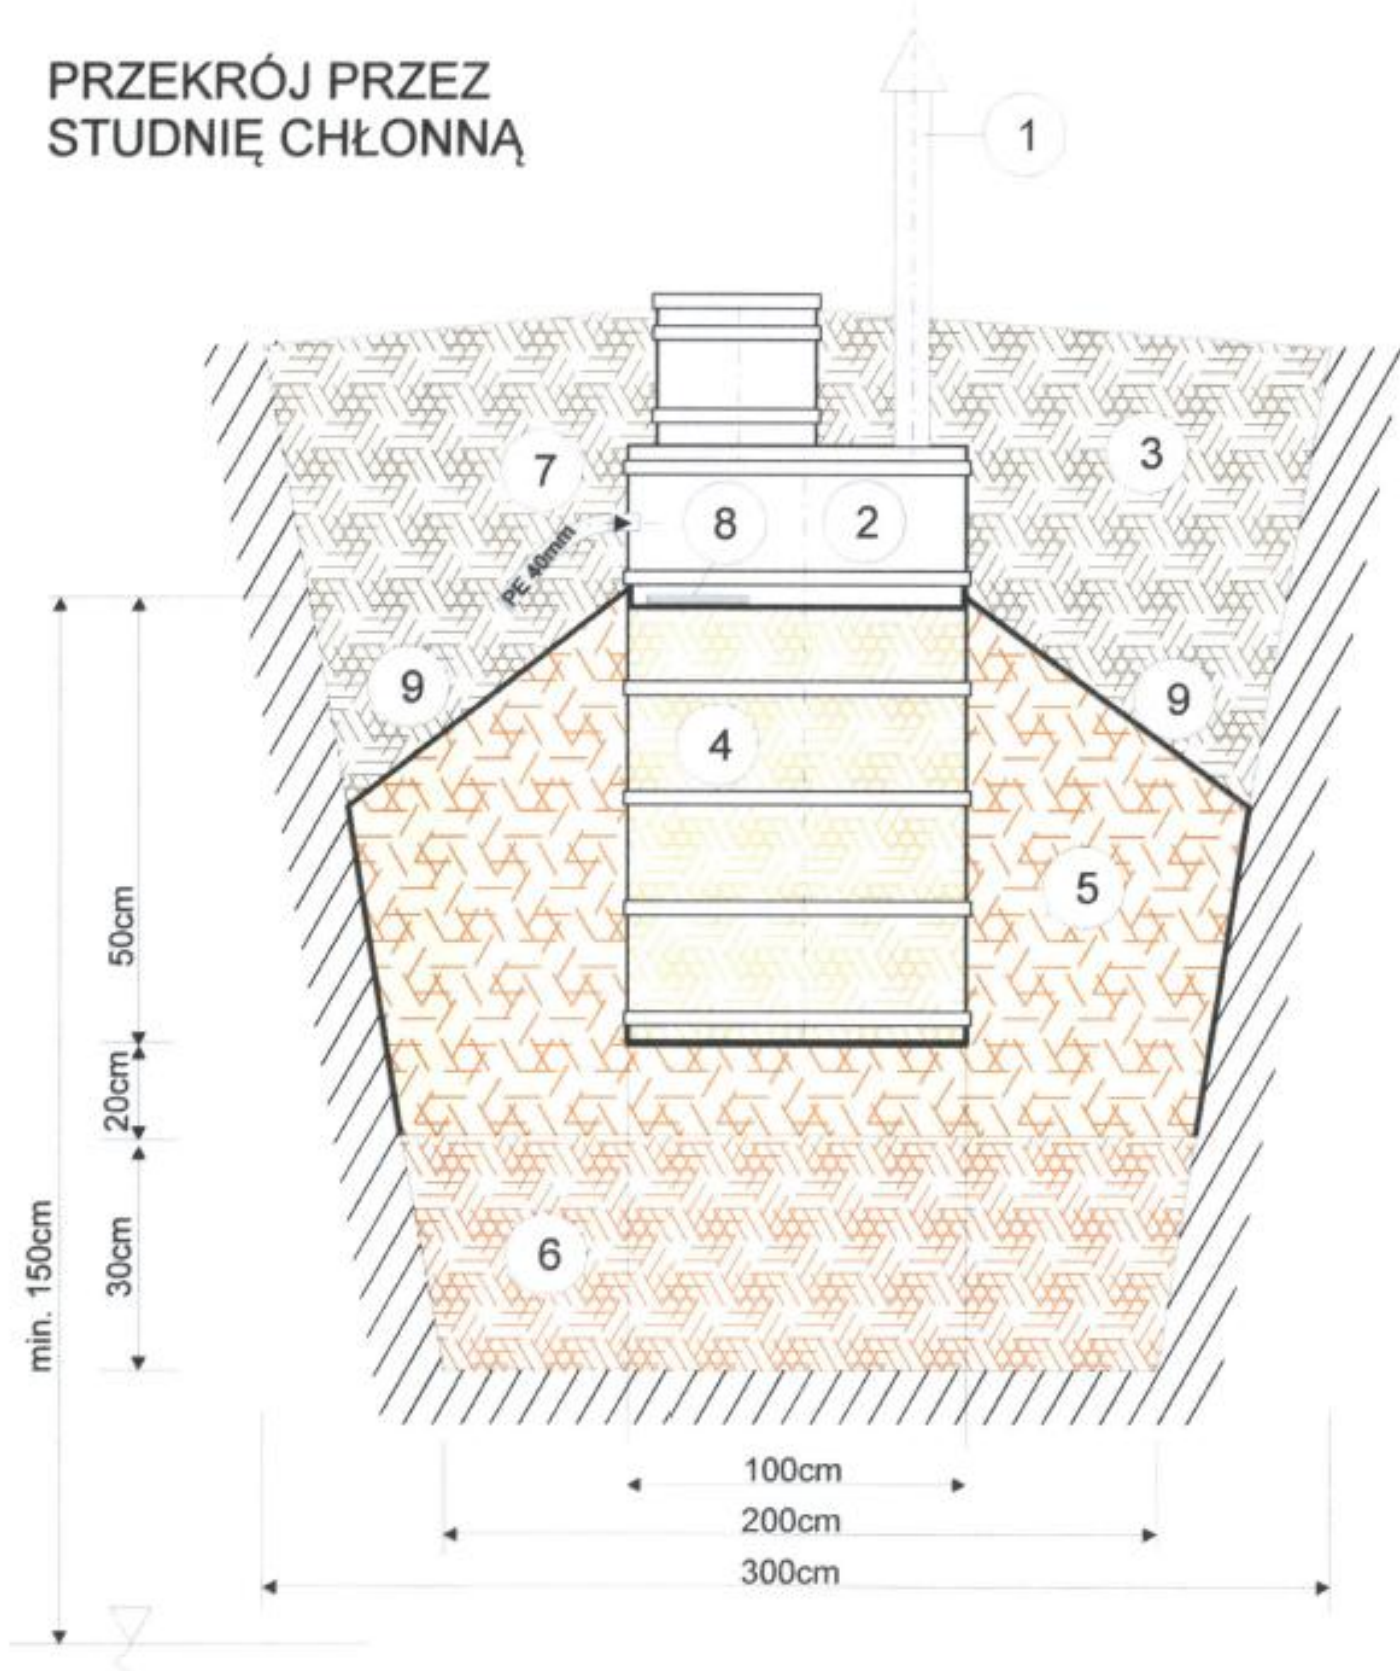 PRZEKRÓJ PRZEZ
STUDNIĘ CHŁONNĄ
1
3
7
8
2
PE 40mm
9
9
4
5
50cm
20cm
6
30cm
min. 150cm
100cm
200cm
300cm